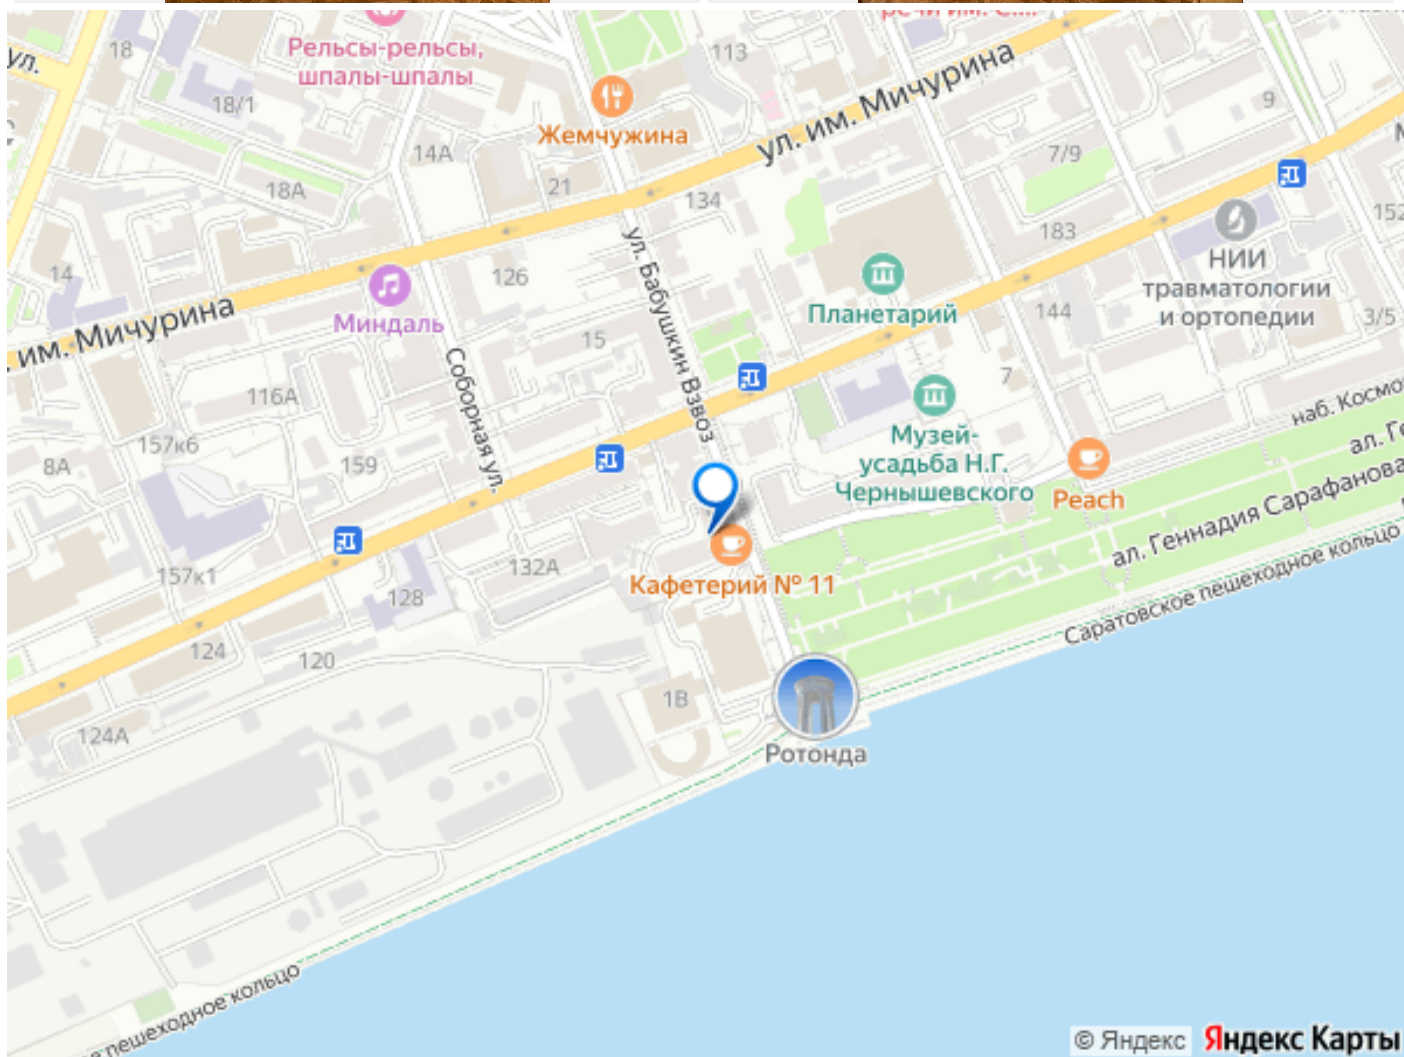 речи им. С....
18
ул.
Рельсы-рельсы,
шпалы-шпалы
113
18/1
Жемчужина
ул. им. Мичурина
9
14А
7/9
18А
21
134
152
183
НИИ
травматологии
и ортопедии
14
126
ул. Бабушкин Взвоз
Планетарий
144
3/5
. им. Мичурина
Миндаль
15
Соборная ул.
7
116А
наб. Космо
ал. Ге
157к6
8А
159
Музей-
усадьба Н.Г.
Чернышевского
Peach
ал. Геннадия Сарафанова
157к1
132А
Кафетерий № 11
128
Саратовское пешеходное кольцо
124
120
1В
124А
Ротонда
е пешеходное кольцо
© Яндекс Яндекс Карты